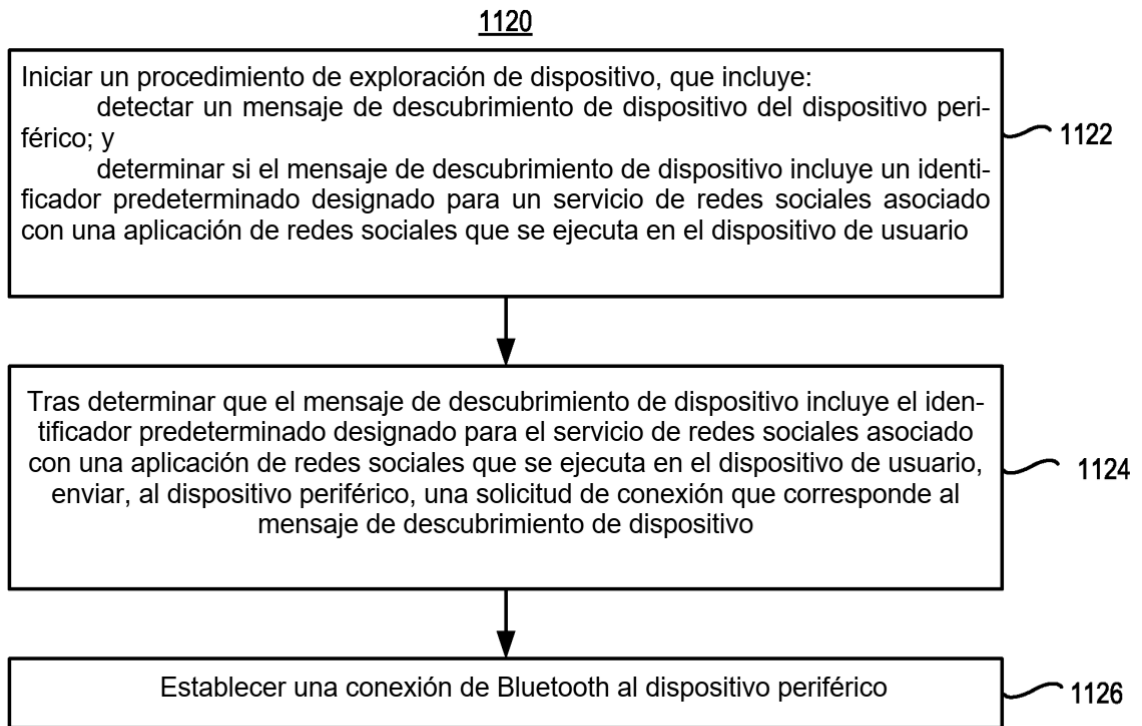 1120
Iniciar un procedimiento de exploración de dispositivo, que incluye:
detectar un mensaje de descubrimiento de dispositivo del dispositivo peri-
férico; y
determinar si el mensaje de descubrimiento de dispositivo incluye un identi-
ficador predeterminado designado para un servicio de redes sociales asociado
con una aplicación de redes sociales que se ejecuta en el dispositivo de usuario
1122
Tras determinar que el mensaje de descubrimiento de dispositivo incluye el iden-
tificador predeterminado designado para el servicio de redes sociales asociado
con una aplicación de redes sociales que se ejecuta en el dispositivo de usuario,
enviar, al dispositivo periférico, una solicitud de conexión que corresponde al
mensaje de descubrimiento de dispositivo
1124
Establecer una conexión de Bluetooth al dispositivo periférico
1126